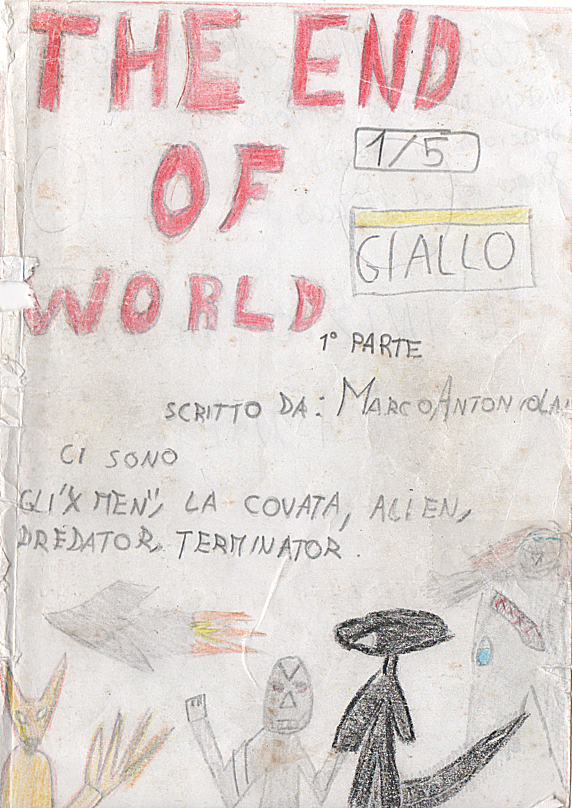 THE END
OF
1/5
GIALLO
WORLD
1° PARTE
SCRITTO DA: MARCO ANTONIOLAI
CI SONO
GLI "X MEN", LA COVATA, ALIEN,
PREDATOR, TERMINATOR.